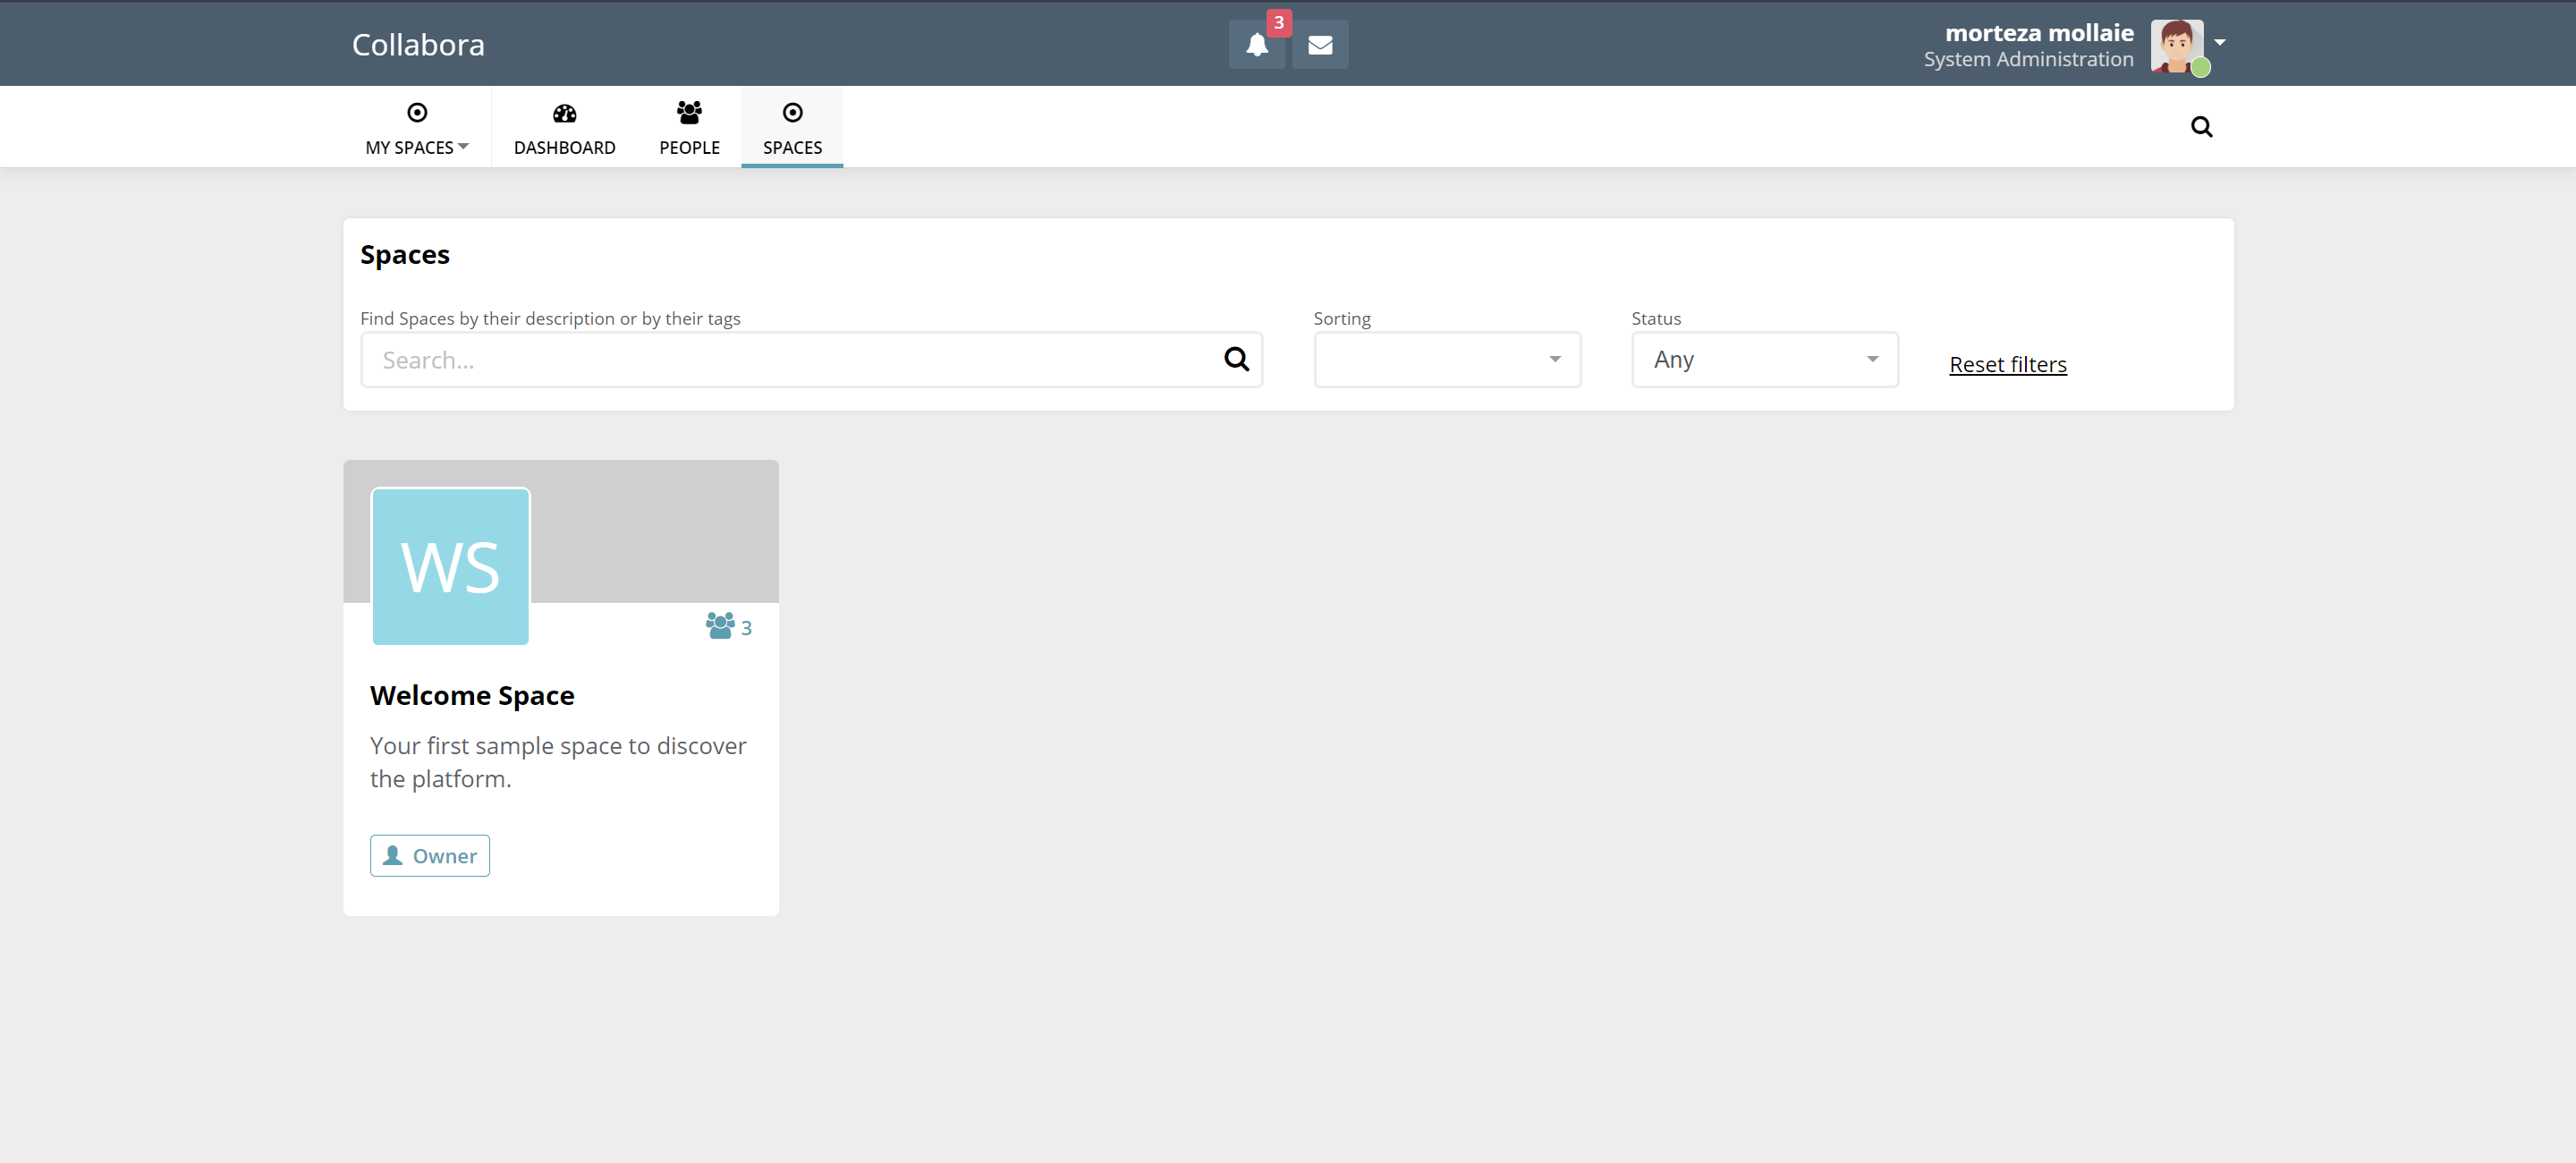 Collabora
3
morteza mollaie
System Administration
MY SPACES
DASHBOARD
PEOPLE
SPACES
Spaces
Find Spaces by their description or by their tags
Search...
Sorting
Status
Any
Reset filters
WS
3
Welcome Space
Your first sample space to discover
the platform.
Owner